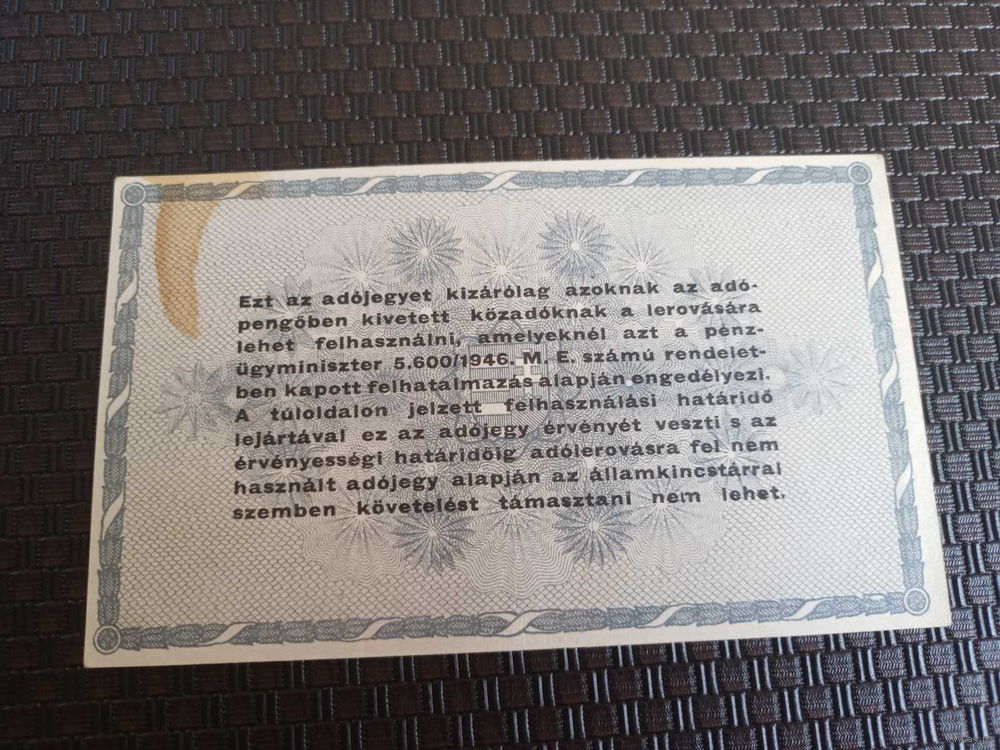 Ezt az adójegyet kizárólag azoknak az adó-
pengőben kivetett közadóknak a lerovására
lehet felhasználni, amelyeknél azt a pénz-
ügyminiszter 5.600/1946. M. E. számú rendelet-
ben kapott felhatalmazás alapján engedélyezi.
A túloldalon jelzett felhasználási határidő
lejártával ez az adójegy érvényét veszti s az
érvényességi határidőig adólerovásra fel nem
használt adójegy alapján az államkincstárral
szemben követelést támasztani nem lehet.